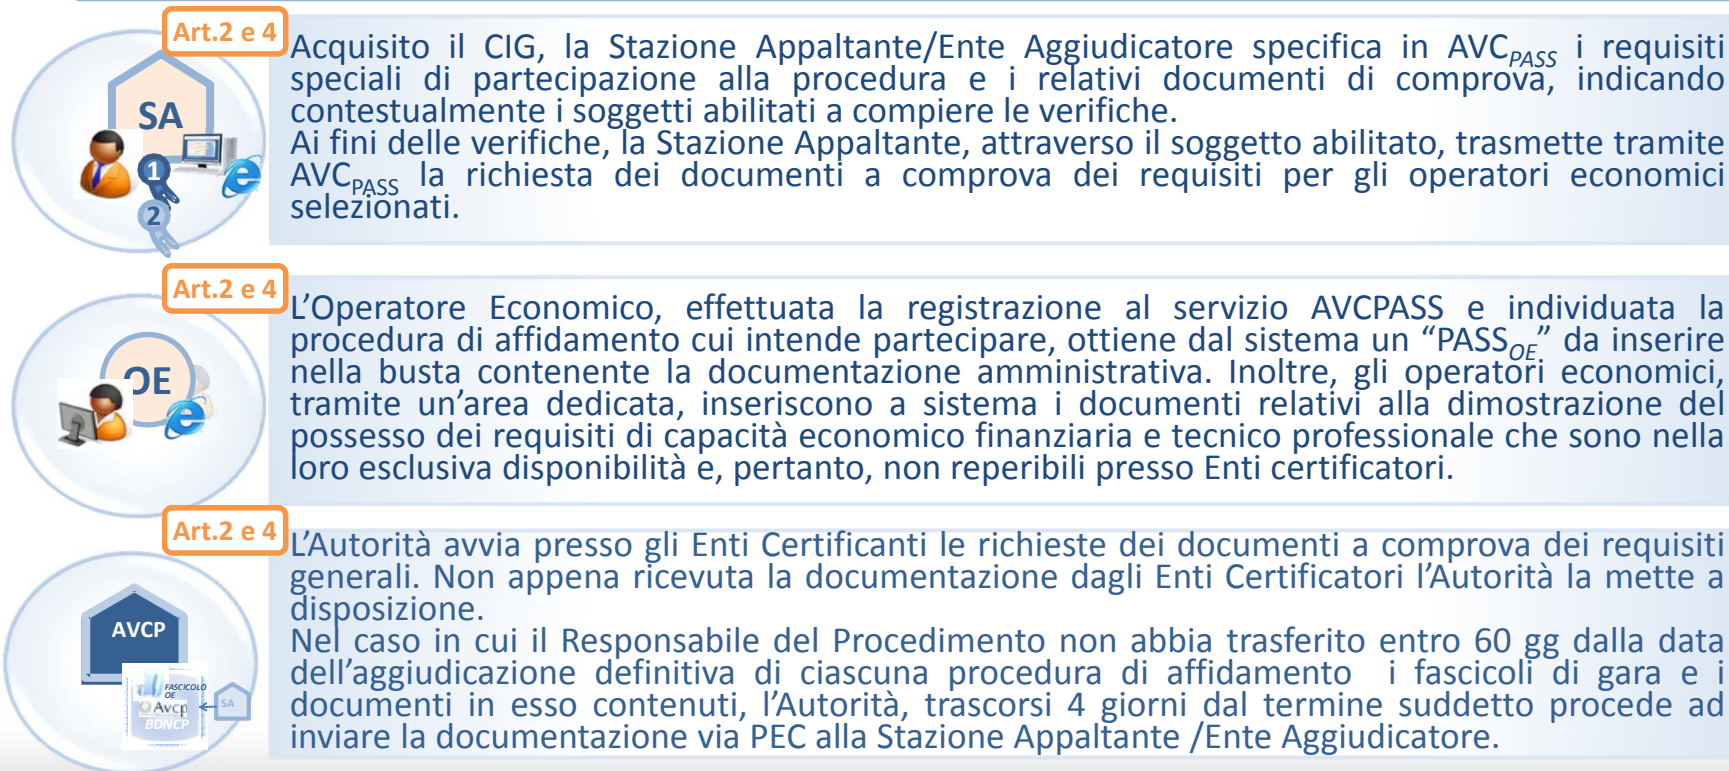 Art.2 e 4
Acquisito il CIG, la Stazione Appaltante/Ente Aggiudicatore specifica in AVCPASS i requisiti
speciali di partecipazione alla procedura e i relativi documenti di comprova, indicando
contestualmente i soggetti abilitati a compiere le verifiche.
Ai fini delle verifiche, la Stazione Appaltante, attraverso il soggetto abilitato, trasmette tramite
AVCPASS la richiesta dei documenti a comprova dei requisiti per gli operatori economici
selezionati.
SA
1
2
Art.2 e 4
L’Operatore Economico, effettuata la registrazione al servizio AVCPASS e individuata la
procedura di affidamento cui intende partecipare, ottiene dal sistema un “PASSOE” da inserire
nella busta contenente la documentazione amministrativa. Inoltre, gli operatori economici,
tramite un’area dedicata, inseriscono a sistema i documenti relativi alla dimostrazione del
possesso dei requisiti di capacità economico finanziaria e tecnico professionale che sono nella
loro esclusiva disponibilità e, pertanto, non reperibili presso Enti certificatori.
OE
Art.2 e 4
L’Autorità avvia presso gli Enti Certificanti le richieste dei documenti a comprova dei requisiti
generali. Non appena ricevuta la documentazione dagli Enti Certificatori l’Autorità la mette a
disposizione.
Nel caso in cui il Responsabile del Procedimento non abbia trasferito entro 60 gg dalla data
dell’aggiudicazione definitiva di ciascuna procedura di affidamento i fascicoli di gara e i
documenti in esso contenuti, l’Autorità, trascorsi 4 giorni dal termine suddetto procede ad
inviare la documentazione via PEC alla Stazione Appaltante /Ente Aggiudicatore.
AVCP
FASCICOLO
OE
Avcp
BDNCP
SA